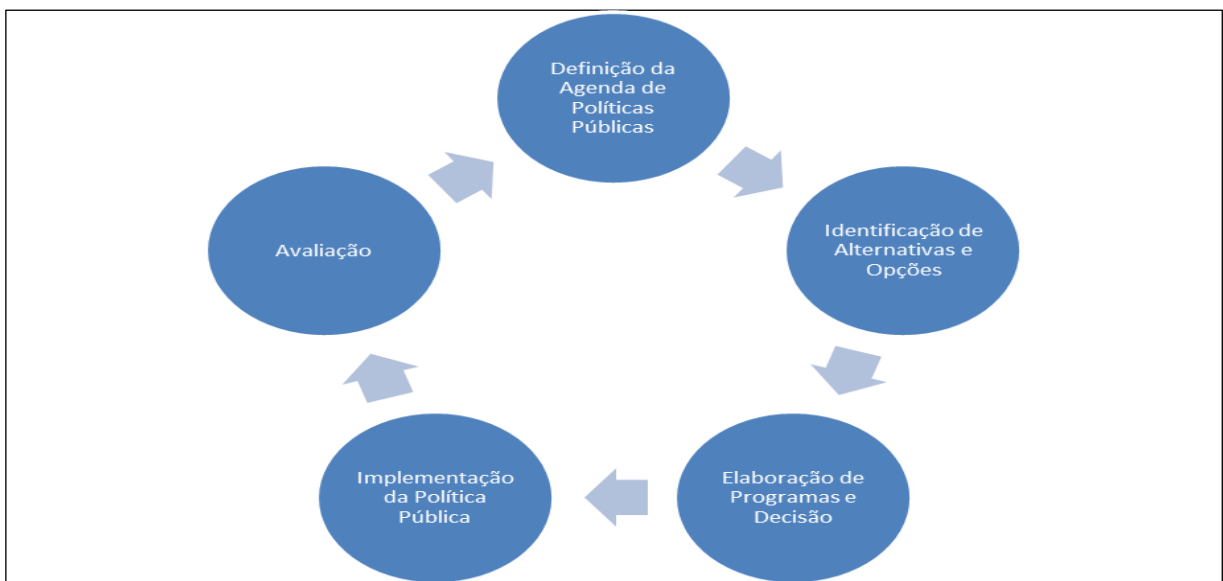 Definição da
Agenda de
Políticas
Públicas
Identificação de
Alternativas e
Opções
Elaboração de
Programas e
Decisão
Implementação
da Política
Pública
Avaliação